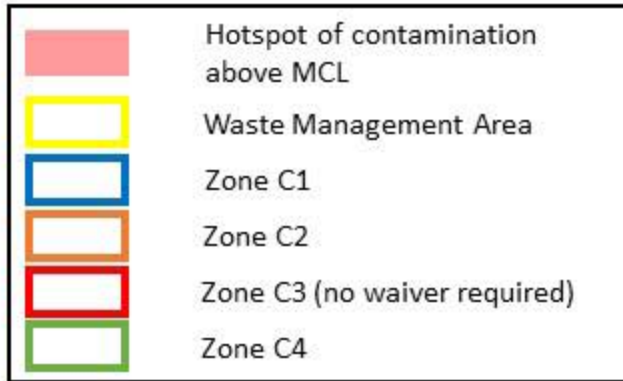 Hotspot of contamination
above MCL
Waste Management Area
Zone C1
Zone C2
Zone C3 (no waiver required)
Zone C4